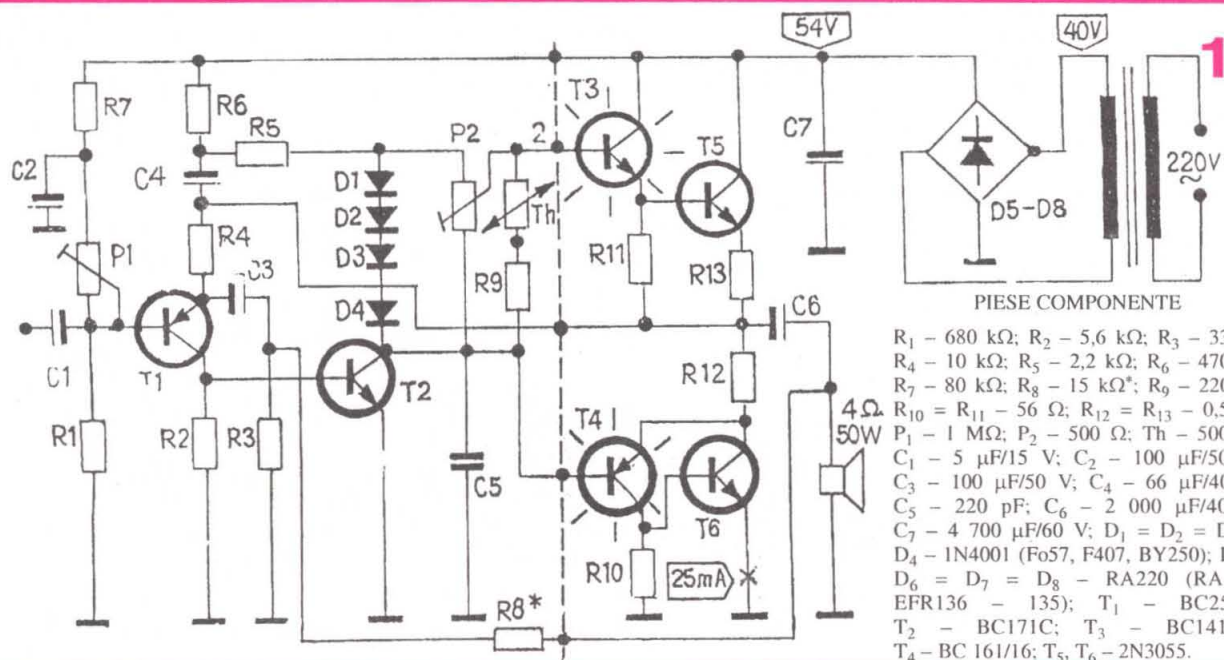 54V
40V
1
R7
R6
R5
P2
2
T3
T5
C7
220V
~
C2
C4
D1
D2
D3
D4
Th
D5-D8
P1
R4
C3
R9
R11
R13
C6
PIESE COMPONENTE
C1
T1
T2
R12
4Ω
50W
R1
R2
R3
C5
T4
T6
R10
25mA
R8*
R₁ – 680 kΩ; R₂ – 5,6 kΩ; R₃ – 33
R₄ – 10 kΩ; R₅ – 2,2 kΩ; R₆ – 470
R₇ – 80 kΩ; R₈ – 15 kΩ*; R₉ – 220
R₁₀ = R₁₁ – 56 Ω; R₁₂ = R₁₃ – 0,5
P₁ – 1 MΩ; P₂ – 500 Ω; Th – 500
C₁ – 5 μF/15 V; C₂ – 100 μF/50
C₃ – 100 μF/50 V; C₄ – 66 μF/40
C₅ – 220 pF; C₆ – 2 000 μF/40
C₇ – 4 700 μF/60 V; D₁ = D₂ = D
D₄ – 1N4001 (Fo57, F407, BY250);
D₆ = D₇ = D₈ – RA220 (RA
EFR136 – 135); T₁ – BC25
T₂ – BC171C; T₃ – BC141
T₄ – BC 161/16; T₅, T₆ – 2N3055.